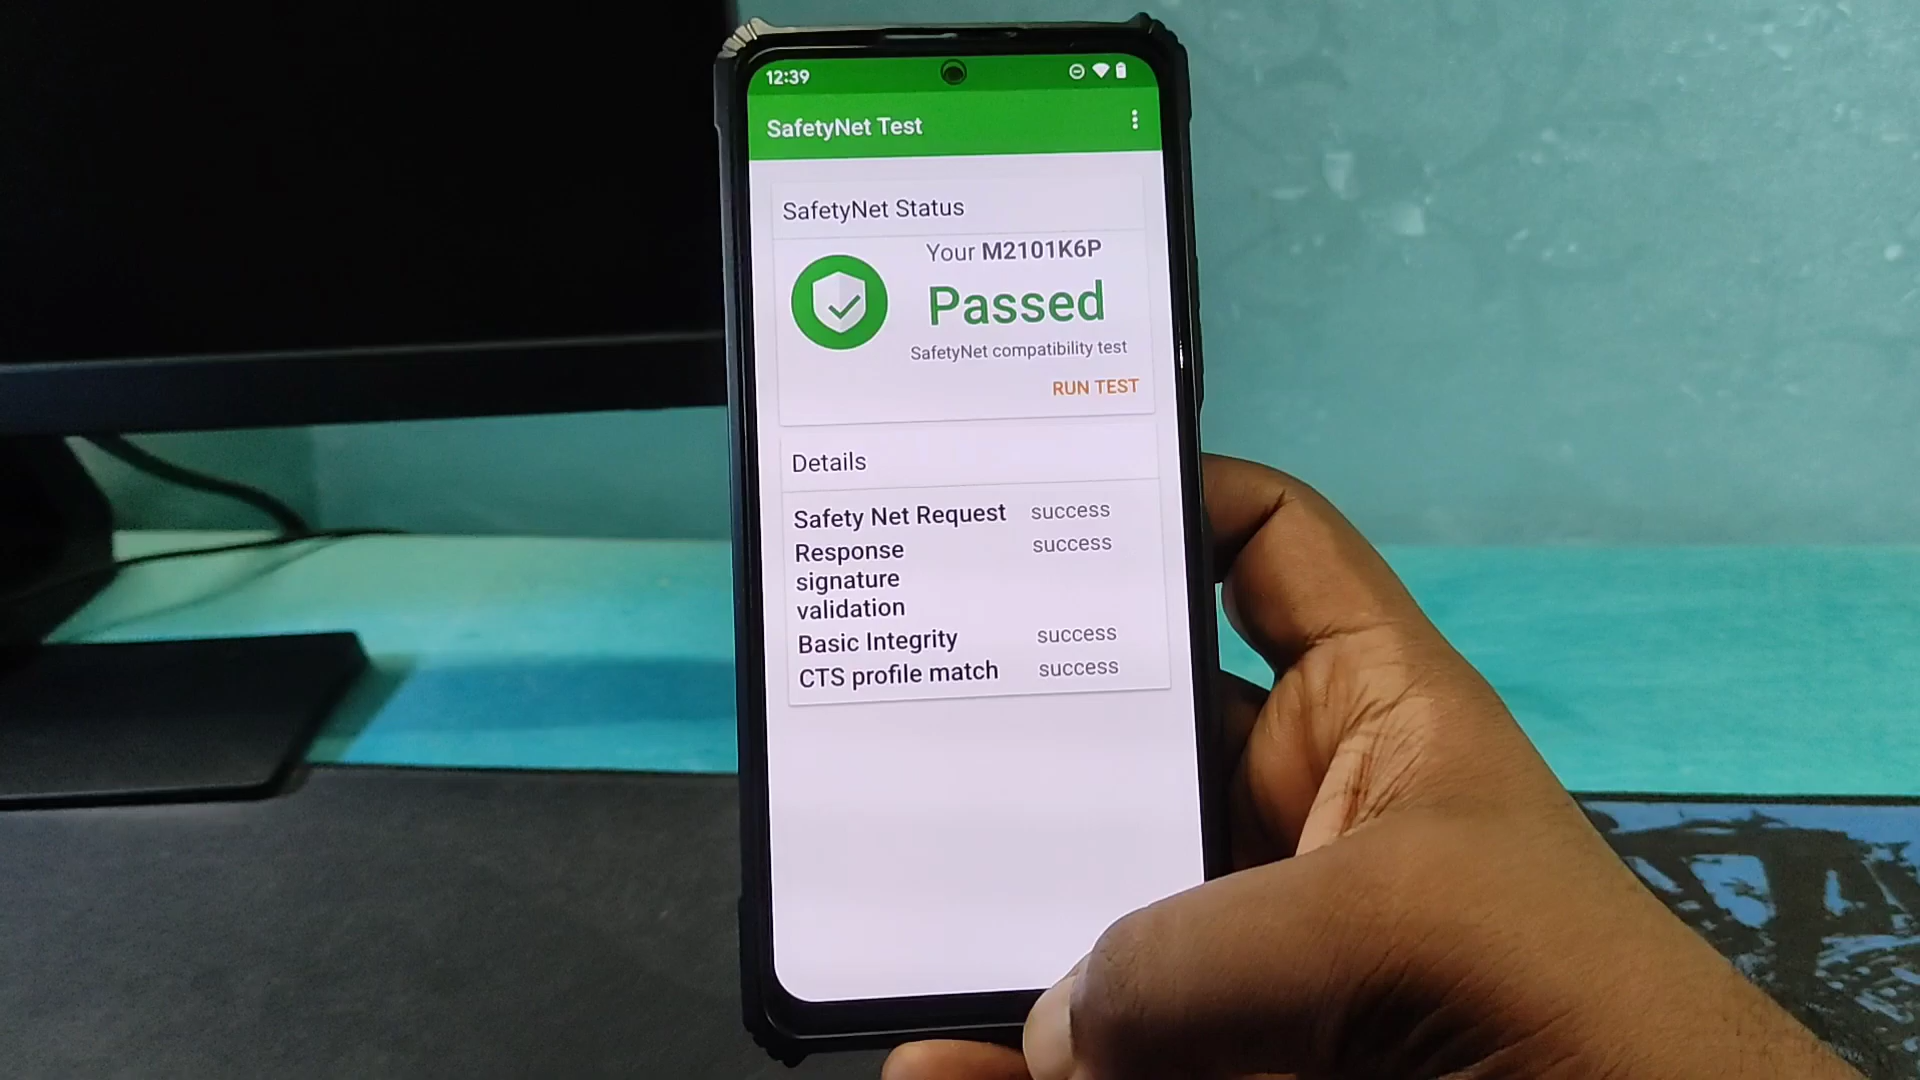 12:39
SafetyNet Test
SafetyNet Status
Your M2101K6P
Passed
SafetyNet compatibility test
RUN TEST
Details
Safety Net Request success
Response success
signature
validation
Basic Integrity success
CTS profile match success